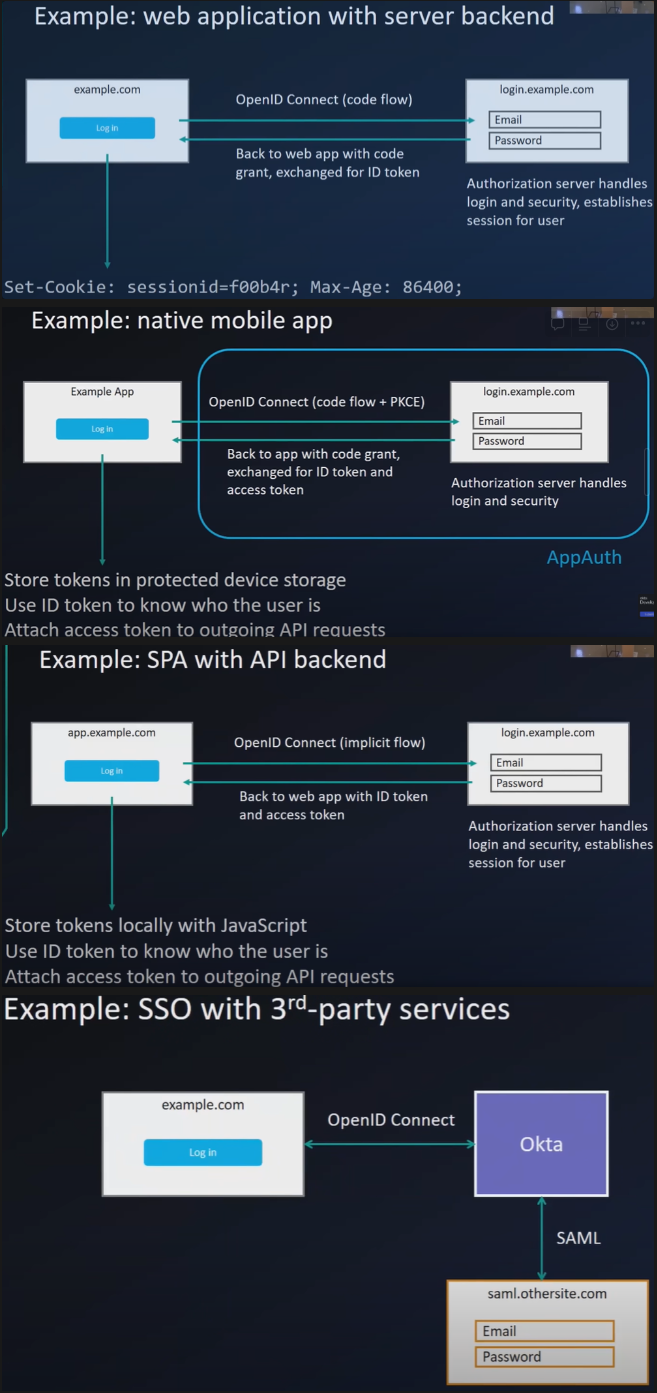 Example: web application with server backend
example.com
Log in
OpenID Connect (code flow)
Back to web app with code
grant, exchanged for ID token
login.example.com
Email
Password
Authorization server handles
login and security, establishes
session for user
Set-Cookie: sessionid=f00b4r; Max-Age: 86400;
Example: native mobile app
Example App
Log in
OpenID Connect (code flow + PKCE)
Back to app with code grant,
exchanged for ID token and
access token
login.example.com
Email
Password
Authorization server handles
login and security
AppAuth
Store tokens in protected device storage
Use ID token to know who the user is
Attach access token to outgoing API requests
Example: SPA with API backend
app.example.com
Log in
OpenID Connect (implicit flow)
Back to web app with ID token
and access token
login.example.com
Email
Password
Authorization server handles
login and security, establishes
session for user
Store tokens locally with JavaScript
Use ID token to know who the user is
Attach access token to outgoing API requests
Example: SSO with 3rd-party services
example.com
Log in
OpenID Connect
Okta
SAML
saml.othersite.com
Email
Password